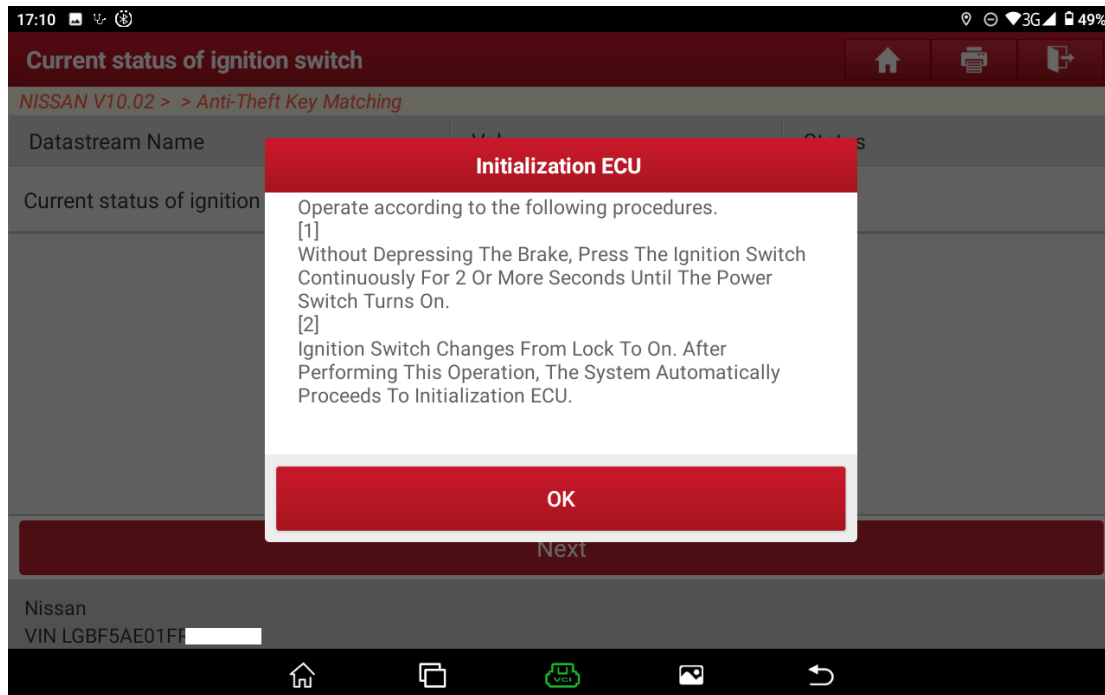 17:10 3G 49%
Current status of ignition switch
NISSAN V10.02 > > Anti-Theft Key Matching
Datastream Name
Initialization ECU
Current status of ignition
Operate according to the following procedures.
[1]
Without Depressing The Brake, Press The Ignition Switch
Continuously For 2 Or More Seconds Until The Power
Switch Turns On.
[2]
Ignition Switch Changes From Lock To On. After
Performing This Operation, The System Automatically
Proceeds To Initialization ECU.
OK
Next
Nissan
VIN LGBF5AE01F
VCI